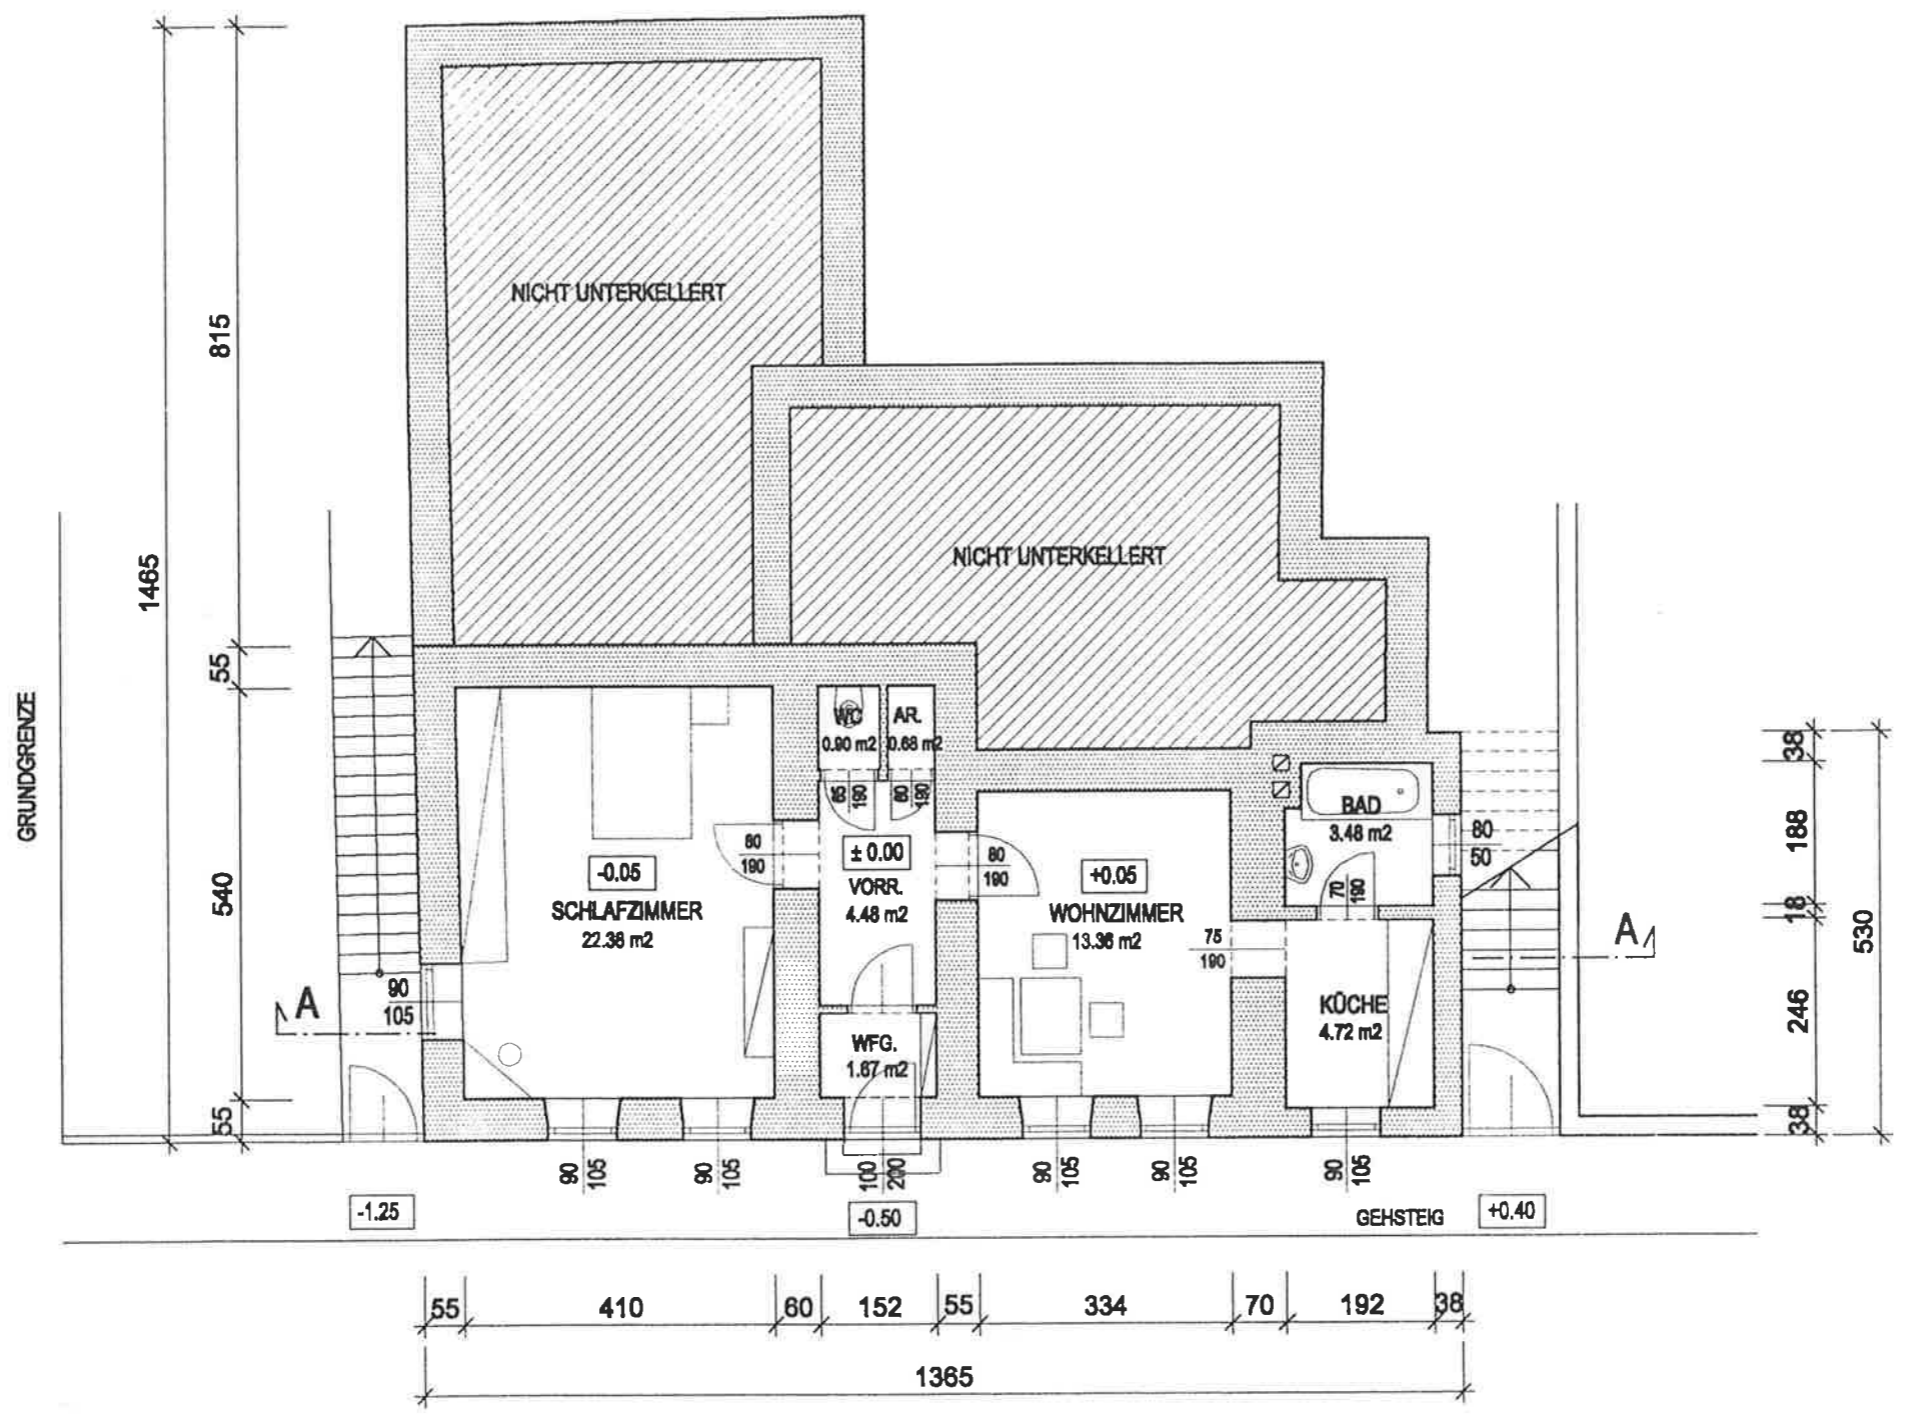 NICHT UNTERKELLERT
815
1465
NICHT UNTERKELLERT
55
GRUNDGRENZE
WC
0.90 m2
AR.
0.68 m2
65
190
60
190
38
BAD
3.48 m2
80
50
188
80
190
± 0.00
80
190
-0.05
+0.05
70
190
540
SCHLAFZIMMER
22.38 m2
VORR.
4.48 m2
WOHNZIMMER
13.36 m2
18
530
75
190
A
A
90
105
KÜCHE
4.72 m2
246
WFG.
1.67 m2
55
38
90
105
90
105
100
200
90
105
90
105
90
105
-1.25
-0.50
GEHSTEIG
+0.40
55
410
60
152
55
334
70
192
38
1365